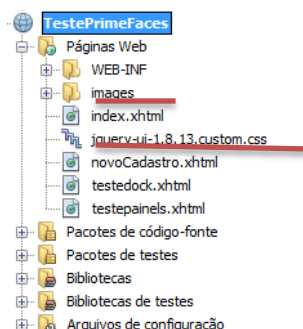 TestePrimeFaces
Páginas Web
WEB-INF
images
index.xhtml
jquery-ui-1.8.13.custom.css
novoCadastro.xhtml
testedock.xhtml
testepainels.xhtml
Pacotes de código-fonte
Pacotes de testes
Bibliotecas
Bibliotecas de testes
Arquivos de configuração